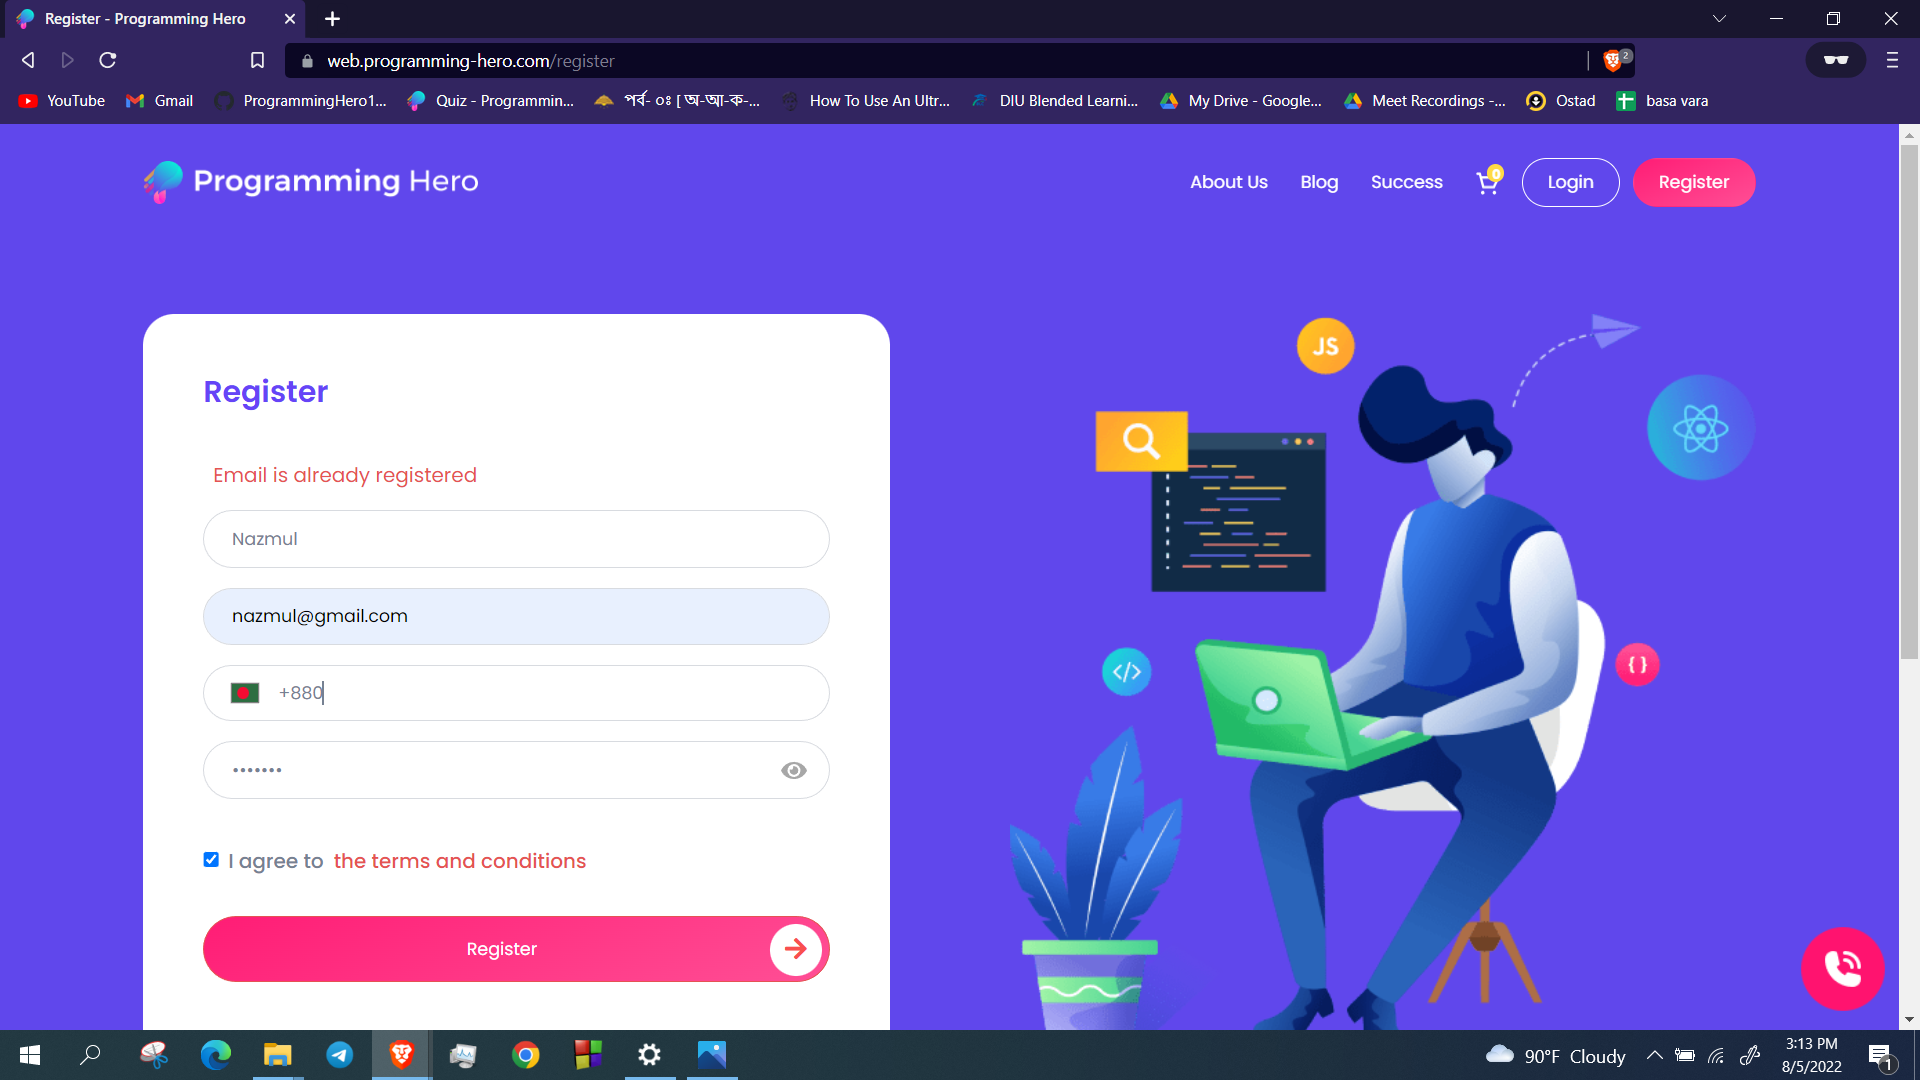 Register - Programming Hero
web.programming-hero.com/register
2
YouTube
Gmail
ProgrammingHero1...
Quiz - Programmin...
পর্ব- ০ঃ [ অ-আ-ক-...
How To Use An Ultr...
DIU Blended Learni...
My Drive - Google...
Meet Recordings -...
Ostad
basa vara
Programming Hero
About Us
Blog
Success
0
Login
Register
Register
Email is already registered
Nazmul
nazmul@gmail.com
+880
I agree to the terms and conditions
Register
JS
</>
{ }
90°F Cloudy
3:13 PM
8/5/2022
1